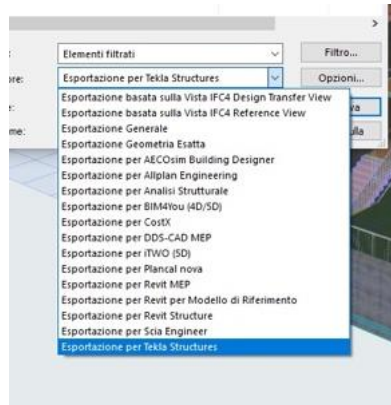 Elementi filtrati
Filtro...
ore:
Esportazione per Tekla Structures
Opzioni...
Esportazione basata sulla Vista IFC4 Design Transfer View
Esportazione basata sulla Vista IFC4 Reference View
va
Esportazione Generale
me:
ulla
Esportazione Geometria Esatta
Esportazione per AECOsim Building Designer
Esportazione per Allplan Engineering
Esportazione per Analisi Strutturale
Esportazione per BIM4You (4D/5D)
Esportazione per CostX
Esportazione per DDS-CAD MEP
Esportazione per iTWO (5D)
Esportazione per Plancal nova
Esportazione per Revit MEP
Esportazione per Revit per Modello di Riferimento
Esportazione per Revit Structure
Esportazione per Scia Engineer
Esportazione per Tekla Structures